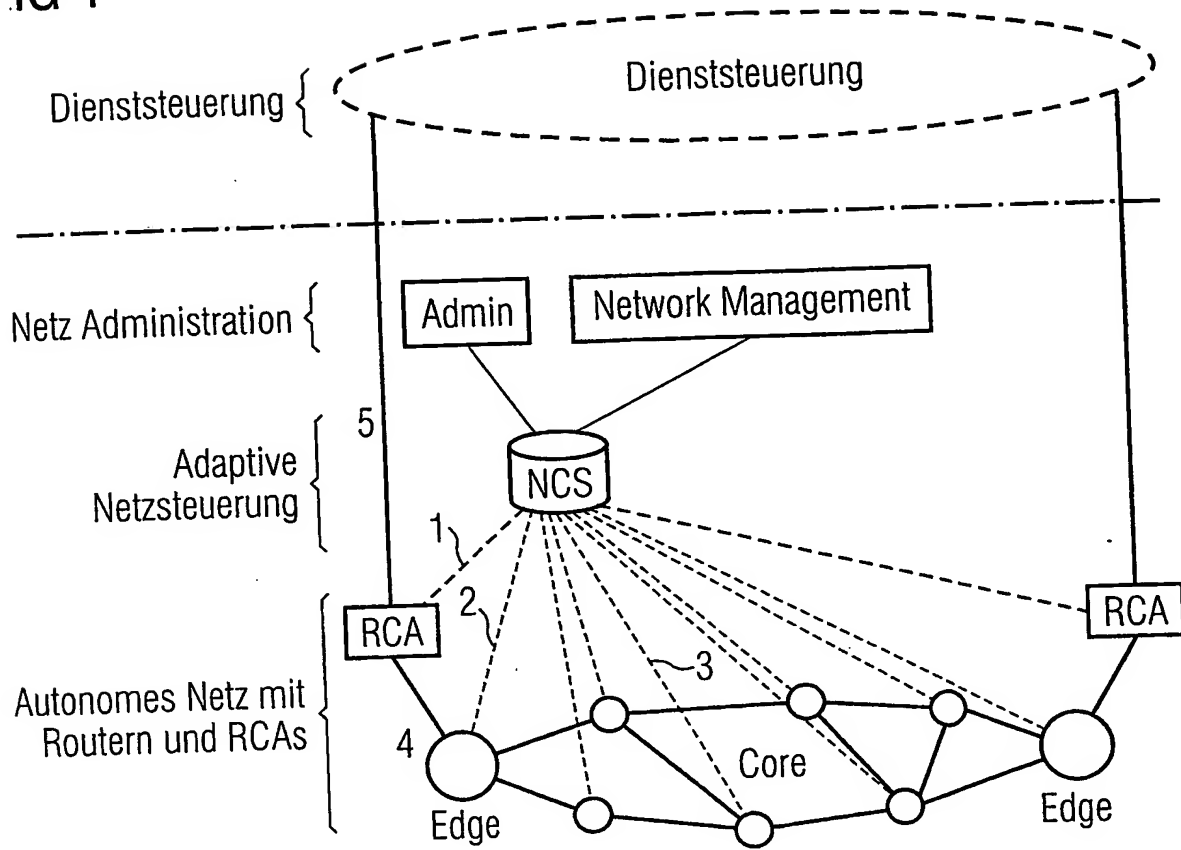 Dienststeuerung
Dienststeuerung
Netz Administration
Admin
Network Management
5
Adaptive
Netzsteuerung
NCS
1
2
RCA
RCA
3
Autonomes Netz mit
Routern und RCAs
4
Core
Edge
Edge